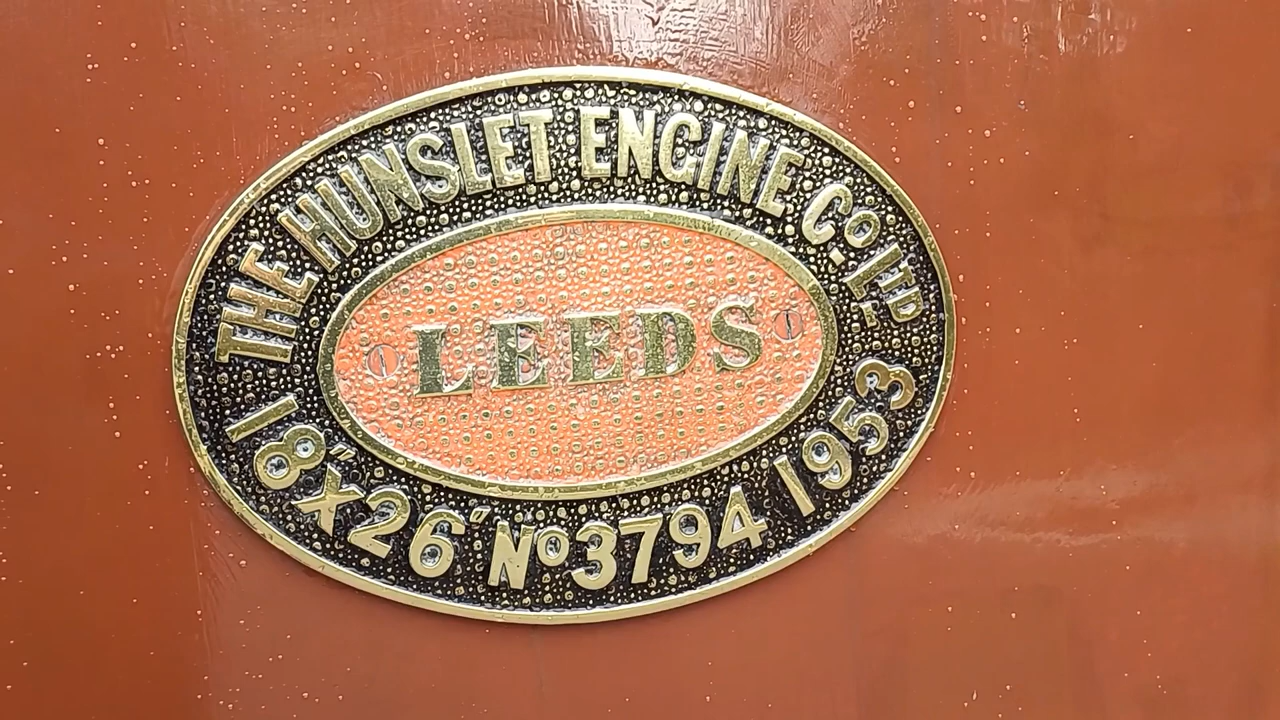 THE HUNSLET ENGINE Co. LTD
LEEDS
18"x26" No 3794 1953